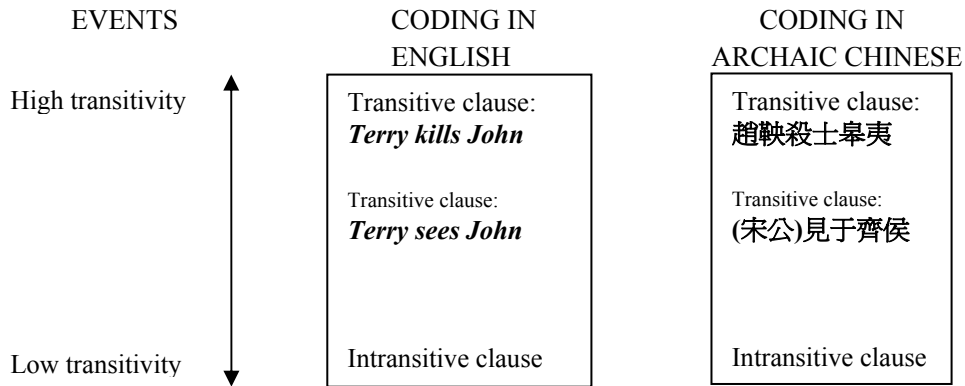 EVENTS
CODING IN
ENGLISH
CODING IN
ARCHAIC CHINESE
High transitivity
Transitive clause:
Terry kills John
Transitive clause:
趙鞅殺士皋夷
Transitive clause:
Terry sees John
Transitive clause:
(宋公)見于齊侯
Low transitivity
Intransitive clause
Intransitive clause